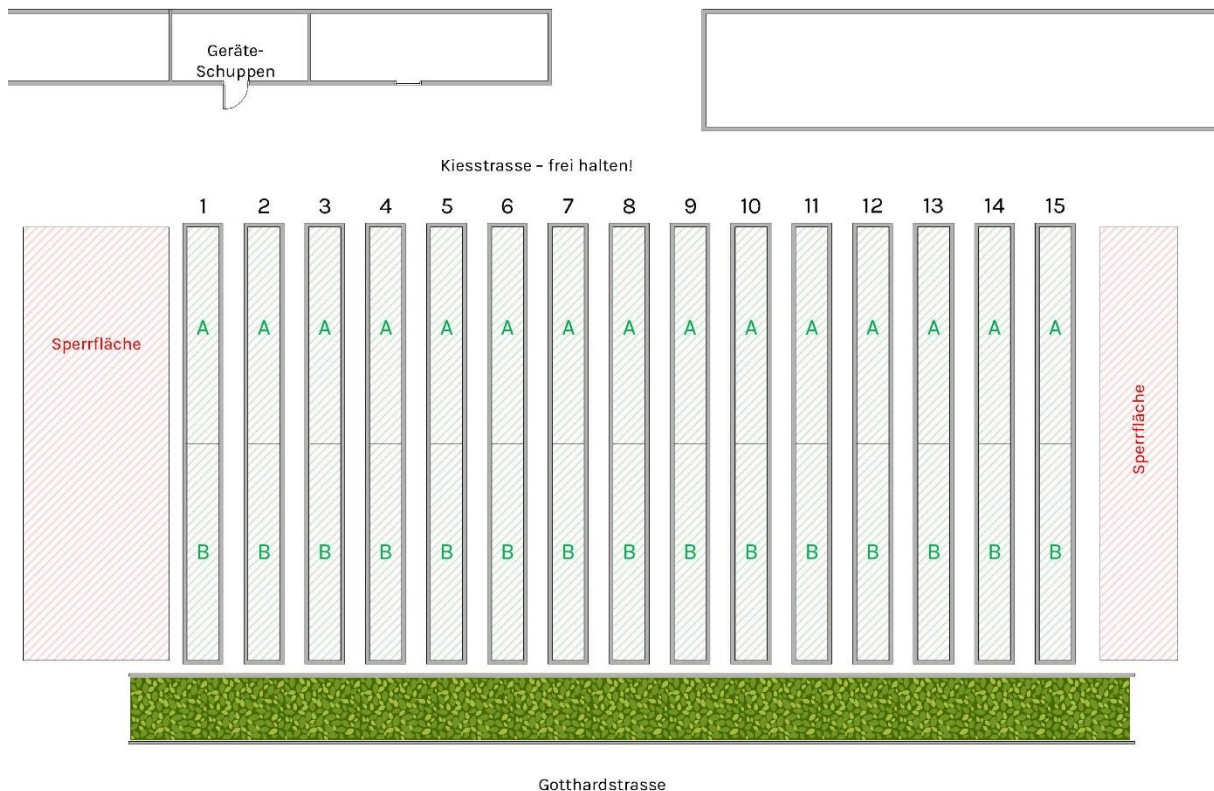 Geräte-
Schuppen
Kiesstrasse – frei halten!
1 2 3 4 5 6 7 8 9 10 11 12 13 14 15
A A A A A A A A A A A A A A A
Sperrfläche
Sperrfläche
B B B B B B B B B B B B B B B
Gotthardstrasse